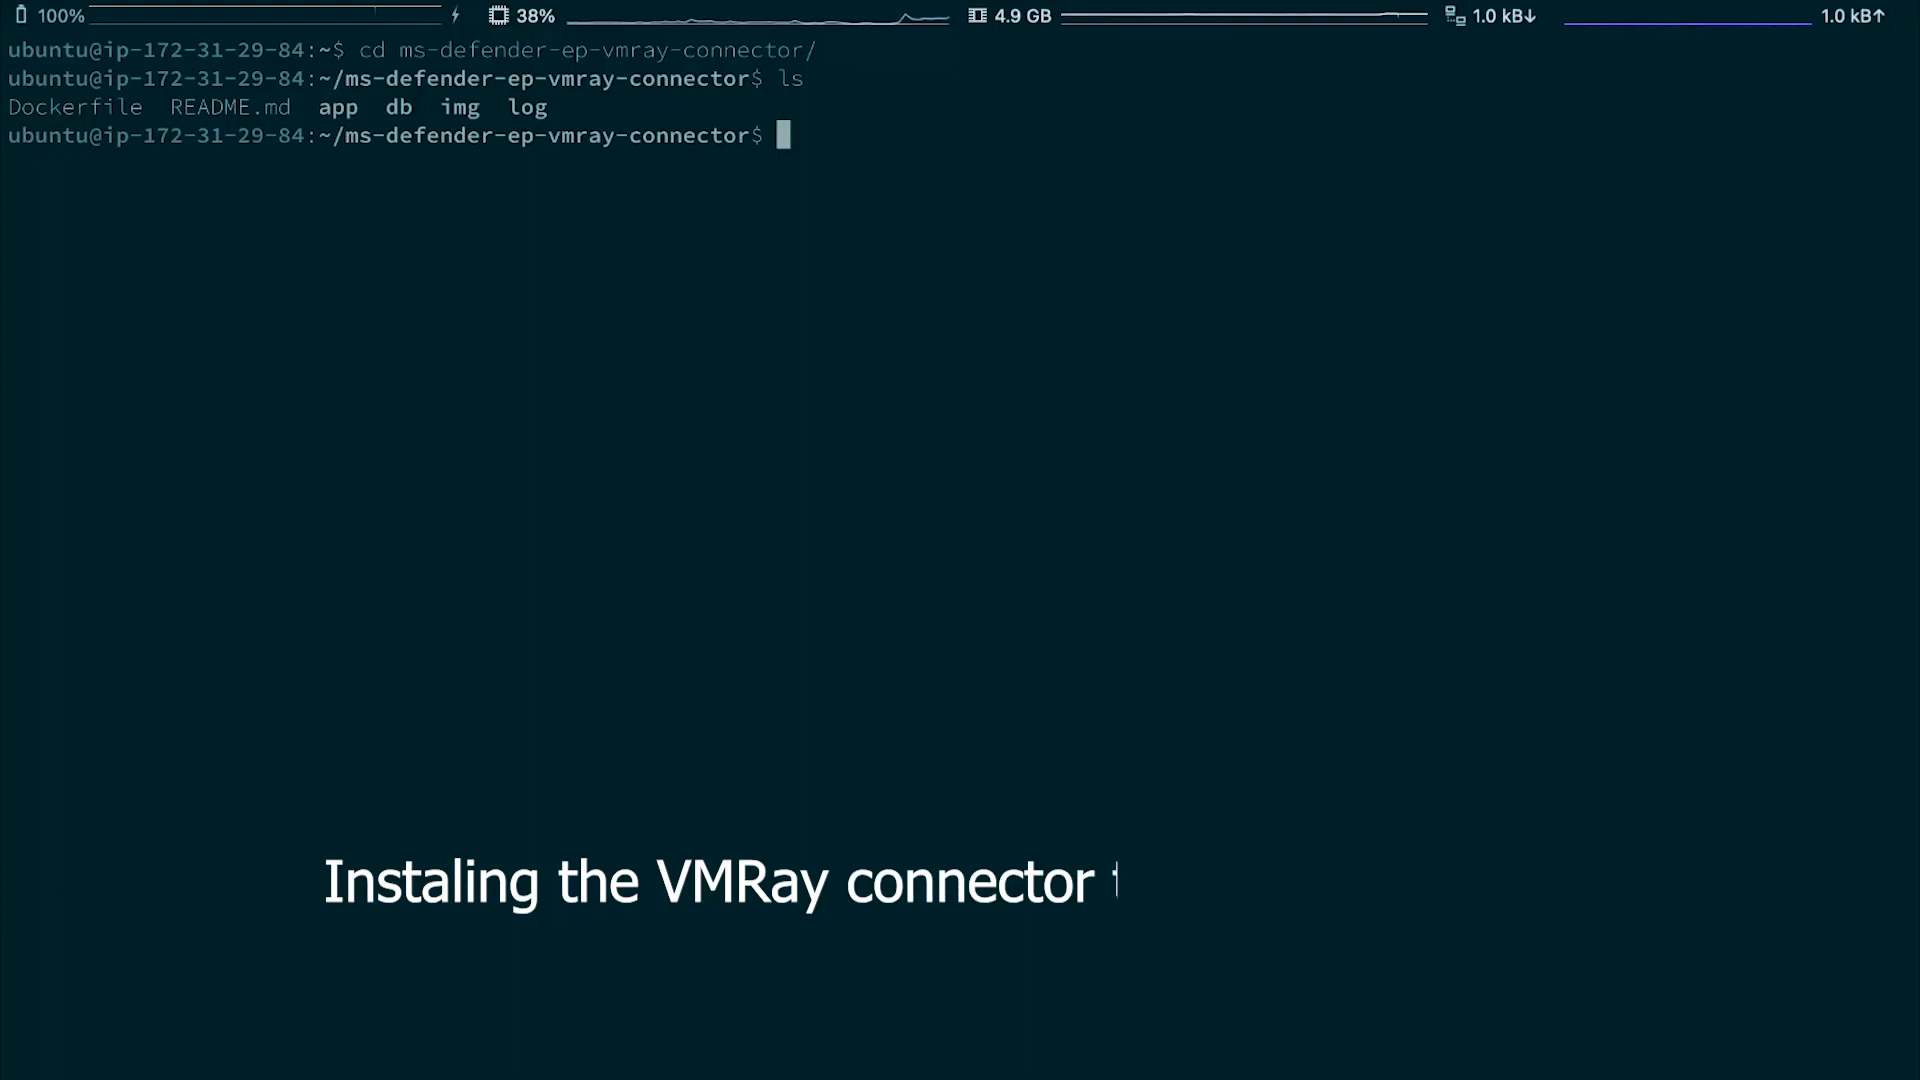 100% 38% 4.9 GB 1.0 kB↓ 1.0 kB↑
ubuntu@ip-172-31-29-84:~$ cd ms-defender-ep-vmray-connector/
ubuntu@ip-172-31-29-84:~/ms-defender-ep-vmray-connector$ ls
Dockerfile README.md app db img log
ubuntu@ip-172-31-29-84:~/ms-defender-ep-vmray-connector$
Instaling the VMRay connector